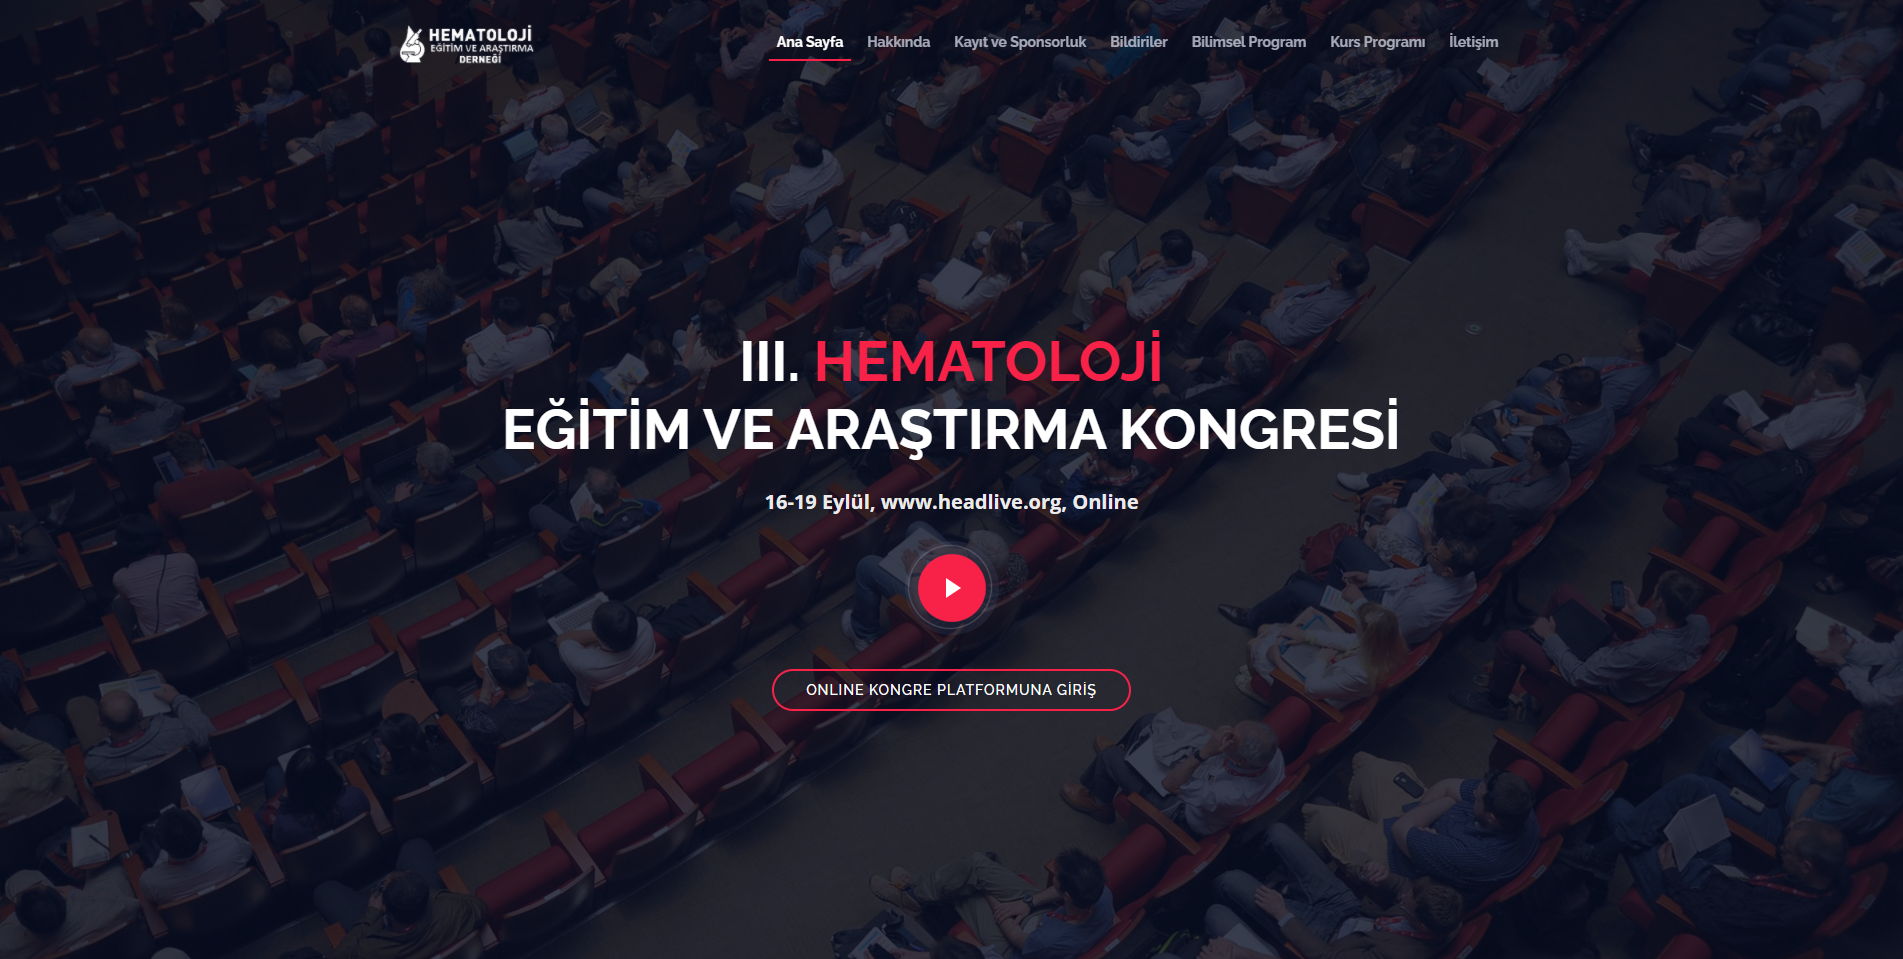 HEMATOLOJİ
EĞİTİM VE ARAŞTIRMA
DERNEĞİ
Ana Sayfa Hakkında Kayıt ve Sponsorluk Bildiriler Bilimsel Program Kurs Programı İletişim
III. HEMATOLOJİ
EĞİTİM VE ARAŞTIRMA KONGRESİ
16-19 Eylül, www.headlive.org, Online
ONLINE KONGRE PLATFORMUNA GİRİŞ